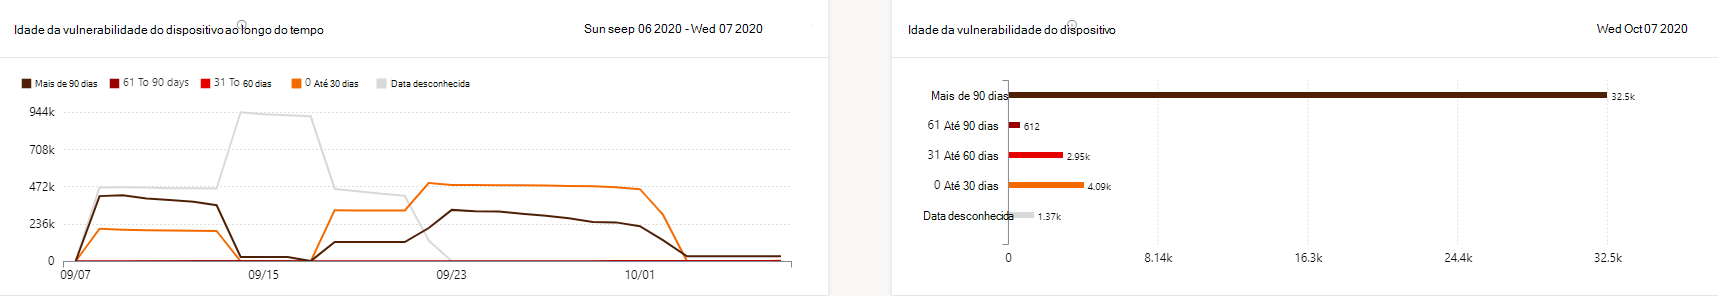 Idade da vulnerabilidade do dispositivo ao longo do tempo
Sun seep 06 2020 - Wed 07 2020
Mais de 90 dias
61 To 90 days
31 To 60 dias
0 Até 30 dias
Data desconhecida
944k
708k
472k
236k
0
09/07 09/15 09/23 10/01
Idade da vulnerabilidade do dispositivo
Wed Oct 07 2020
Mais de 90 dias 32.5k
61 Até 90 dias 612
31 Até 60 dias 2.95k
0 Até 30 dias 4.09k
Data desconhecida 1.37k
0 8.14k 16.3k 24.4k 32.5k